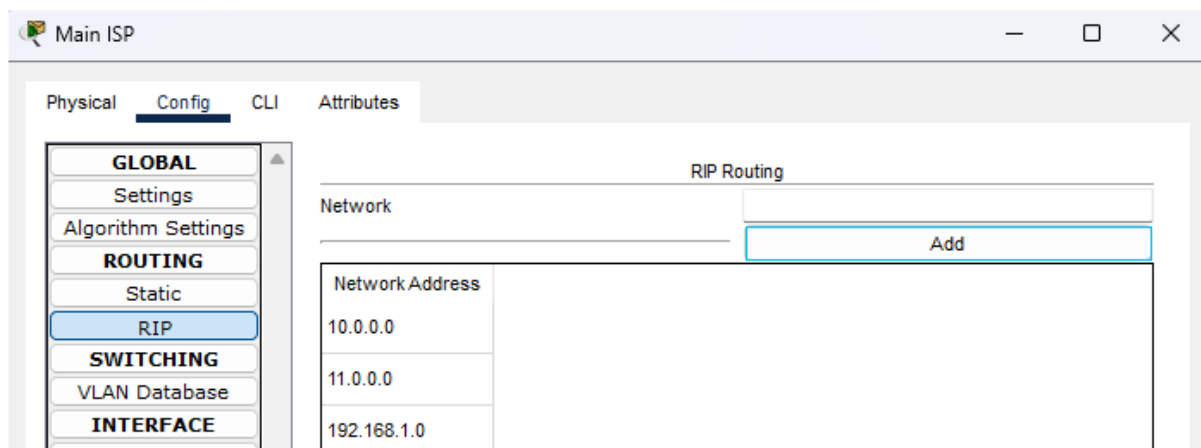 Main ISP
Physical Config CLI Attributes
GLOBAL
Settings
Algorithm Settings
ROUTING
Static
RIP
SWITCHING
VLAN Database
INTERFACE
RIP Routing
Network
Add
Network Address
10.0.0.0
11.0.0.0
192.168.1.0